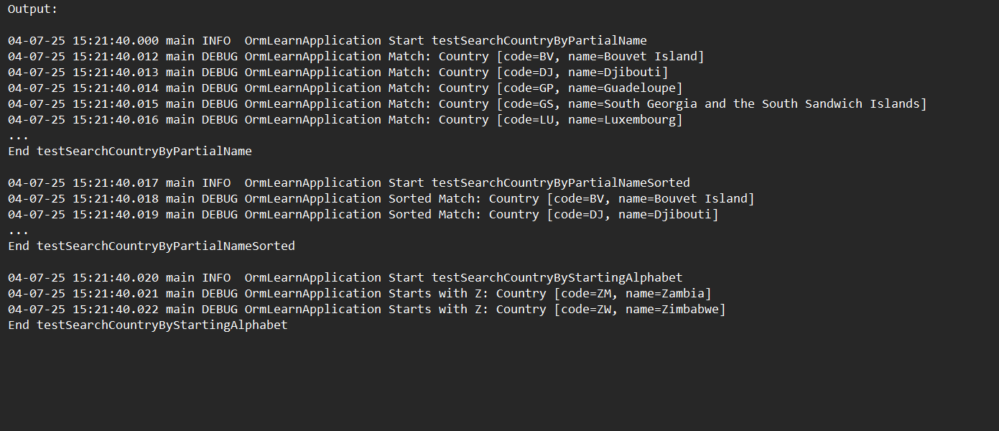 Output:
04-07-25 15:21:40.000 main INFO  OrmLearnApplication Start testSearchCountryByPartialName
04-07-25 15:21:40.012 main DEBUG OrmLearnApplication Match: Country [code=BV, name=Bouvet Island]
04-07-25 15:21:40.013 main DEBUG OrmLearnApplication Match: Country [code=DJ, name=Djibouti]
04-07-25 15:21:40.014 main DEBUG OrmLearnApplication Match: Country [code=GP, name=Guadeloupe]
04-07-25 15:21:40.015 main DEBUG OrmLearnApplication Match: Country [code=GS, name=South Georgia and the South Sandwich Islands]
04-07-25 15:21:40.016 main DEBUG OrmLearnApplication Match: Country [code=LU, name=Luxembourg]
...
End testSearchCountryByPartialName
04-07-25 15:21:40.017 main INFO  OrmLearnApplication Start testSearchCountryByPartialNameSorted
04-07-25 15:21:40.018 main DEBUG OrmLearnApplication Sorted Match: Country [code=BV, name=Bouvet Island]
04-07-25 15:21:40.019 main DEBUG OrmLearnApplication Sorted Match: Country [code=DJ, name=Djibouti]
...
End testSearchCountryByPartialNameSorted
04-07-25 15:21:40.020 main INFO  OrmLearnApplication Start testSearchCountryByStartingAlphabet
04-07-25 15:21:40.021 main DEBUG OrmLearnApplication Starts with Z: Country [code=ZM, name=Zambia]
04-07-25 15:21:40.022 main DEBUG OrmLearnApplication Starts with Z: Country [code=ZW, name=Zimbabwe]
End testSearchCountryByStartingAlphabet